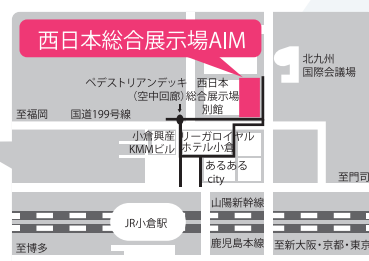 西日本総合展示場AIM
北九州
国際会議場
ペデストリアンデッキ
(空中回廊)
西日本
総合展示場
別館
至福岡
国道199号線
小倉興産
KMMビル
リーガロイヤル
ホテル小倉
あるある
city
至門司
山陽新幹線
JR小倉駅
鹿児島本線
至博多
至新大阪・京都・東京